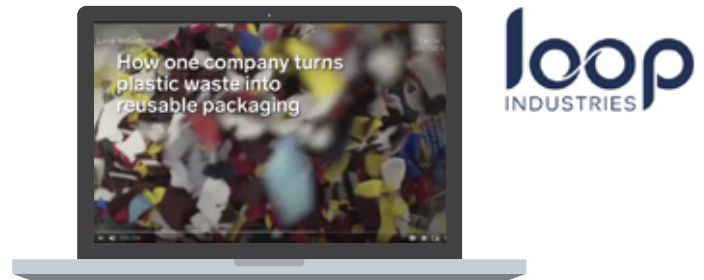 How one company turns
plastic waste into
reusable packaging
loop
INDUSTRIES